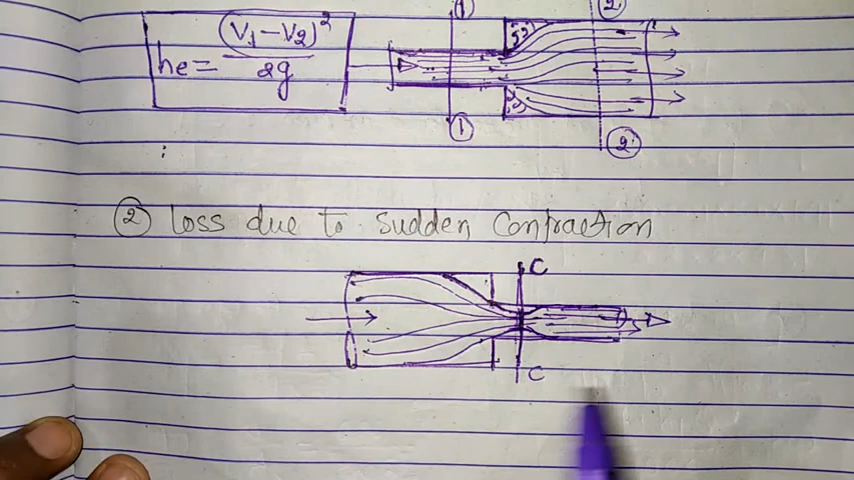 he = (V1 - V2)²/2g
1 2
1 2
② Loss due to Sudden Contraction
C
C